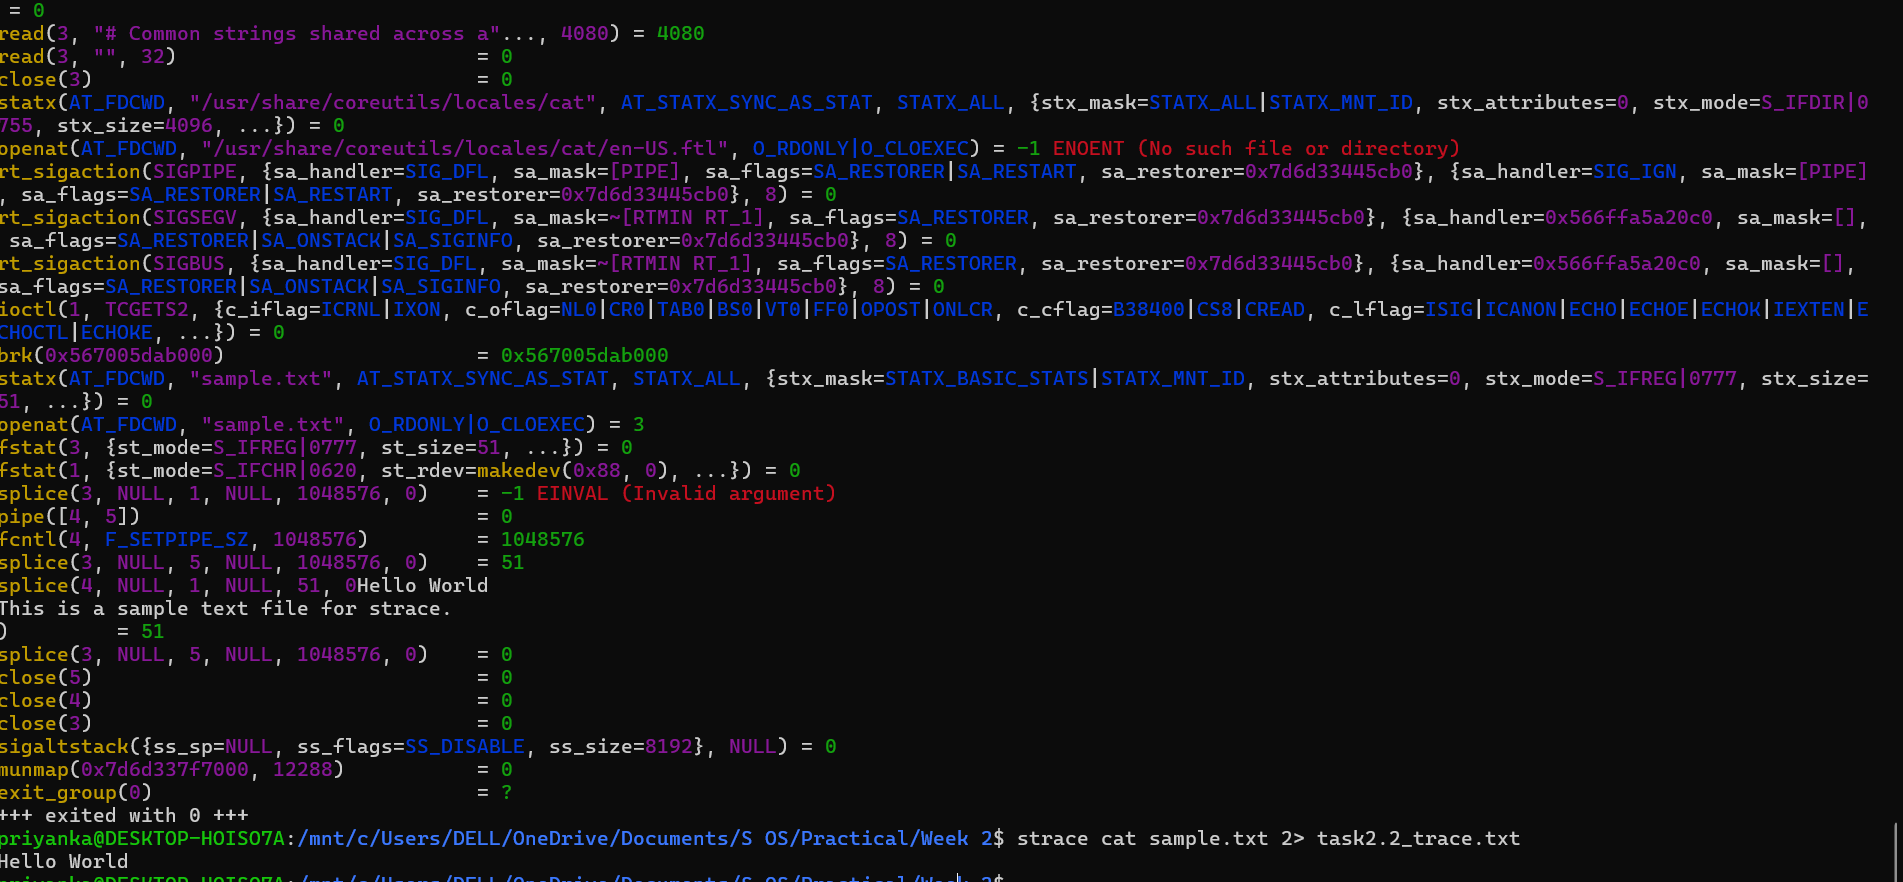 = 0
read(3, "# Common strings shared across a"..., 4080) = 4080
read(3, "", 32)                         = 0
close(3)                                = 0
statx(AT_FDCWD, "/usr/share/coreutils/locales/cat", AT_STATX_SYNC_AS_STAT, STATX_ALL, {stx_mask=STATX_ALL|STATX_MNT_ID, stx_attributes=0, stx_mode=S_IFDIR|0
755, stx_size=4096, ...}) = 0
openat(AT_FDCWD, "/usr/share/coreutils/locales/cat/en-US.ftl", O_RDONLY|O_CLOEXEC) = -1 ENOENT (No such file or directory)
rt_sigaction(SIGPIPE, {sa_handler=SIG_DFL, sa_mask=[PIPE], sa_flags=SA_RESTORER|SA_RESTART, sa_restorer=0x7d6d33445cb0}, {sa_handler=SIG_IGN, sa_mask=[PIPE]
, sa_flags=SA_RESTORER|SA_RESTART, sa_restorer=0x7d6d33445cb0}, 8) = 0
rt_sigaction(SIGSEGV, {sa_handler=SIG_DFL, sa_mask=~[RTMIN RT_1], sa_flags=SA_RESTORER, sa_restorer=0x7d6d33445cb0}, {sa_handler=0x566ffa5a20c0, sa_mask=[],
 sa_flags=SA_RESTORER|SA_ONSTACK|SA_SIGINFO, sa_restorer=0x7d6d33445cb0}, 8) = 0
rt_sigaction(SIGBUS, {sa_handler=SIG_DFL, sa_mask=~[RTMIN RT_1], sa_flags=SA_RESTORER, sa_restorer=0x7d6d33445cb0}, {sa_handler=0x566ffa5a20c0, sa_mask=[],
sa_flags=SA_RESTORER|SA_ONSTACK|SA_SIGINFO, sa_restorer=0x7d6d33445cb0}, 8) = 0
ioctl(1, TCGETS2, {c_iflag=ICRNL|IXON, c_oflag=NL0|CR0|TAB0|BS0|VT0|FF0|OPOST|ONLCR, c_cflag=B38400|CS8|CREAD, c_lflag=ISIG|ICANON|ECHO|ECHOE|ECHOK|IEXTEN|E
CHOCTL|ECHOKE, ...}) = 0
brk(0x567005dab000)                     = 0x567005dab000
statx(AT_FDCWD, "sample.txt", AT_STATX_SYNC_AS_STAT, STATX_ALL, {stx_mask=STATX_BASIC_STATS|STATX_MNT_ID, stx_attributes=0, stx_mode=S_IFREG|0777, stx_size=
51, ...}) = 0
openat(AT_FDCWD, "sample.txt", O_RDONLY|O_CLOEXEC) = 3
fstat(3, {st_mode=S_IFREG|0777, st_size=51, ...}) = 0
fstat(1, {st_mode=S_IFCHR|0620, st_rdev=makedev(0x88, 0), ...}) = 0
splice(3, NULL, 1, NULL, 1048576, 0)    = -1 EINVAL (Invalid argument)
pipe([4, 5])                            = 0
fcntl(4, F_SETPIPE_SZ, 1048576)         = 1048576
splice(3, NULL, 5, NULL, 1048576, 0)    = 51
splice(4, NULL, 1, NULL, 51, 0Hello World
This is a sample text file for strace.
)         = 51
splice(3, NULL, 5, NULL, 1048576, 0)    = 0
close(5)                                = 0
close(4)                                = 0
close(3)                                = 0
sigaltstack({ss_sp=NULL, ss_flags=SS_DISABLE, ss_size=8192}, NULL) = 0
munmap(0x7d6d337f7000, 12288)           = 0
exit_group(0)                           = ?
+++ exited with 0 +++
priyanka@DESKTOP-HOISO7A:/mnt/c/Users/DELL/OneDrive/Documents/S OS/Practical/Week 2$ strace cat sample.txt 2> task2.2_trace.txt
Hello World
priyanka@DESKTOP-HOISO7A:/mnt/c/Users/DELL/OneDrive/Documents/S OS/Practical/Week 2$